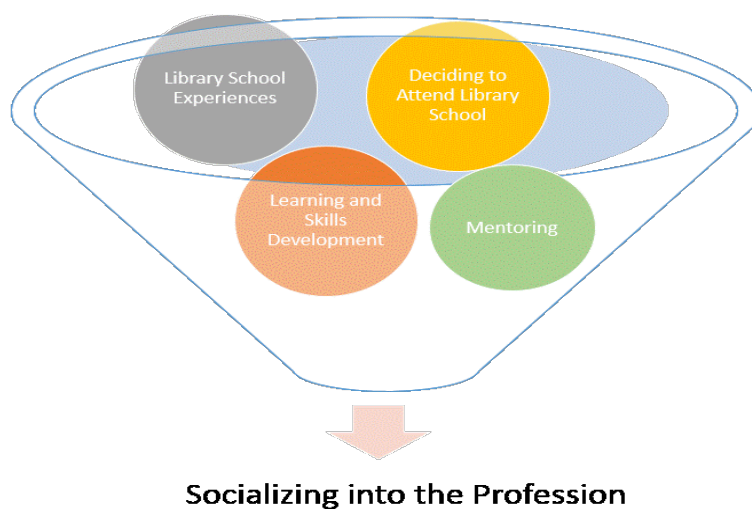 Library School
Experiences
Deciding to
Attend Library
School
Learning and
Skills
Development
Mentoring
Socializing into the Profession